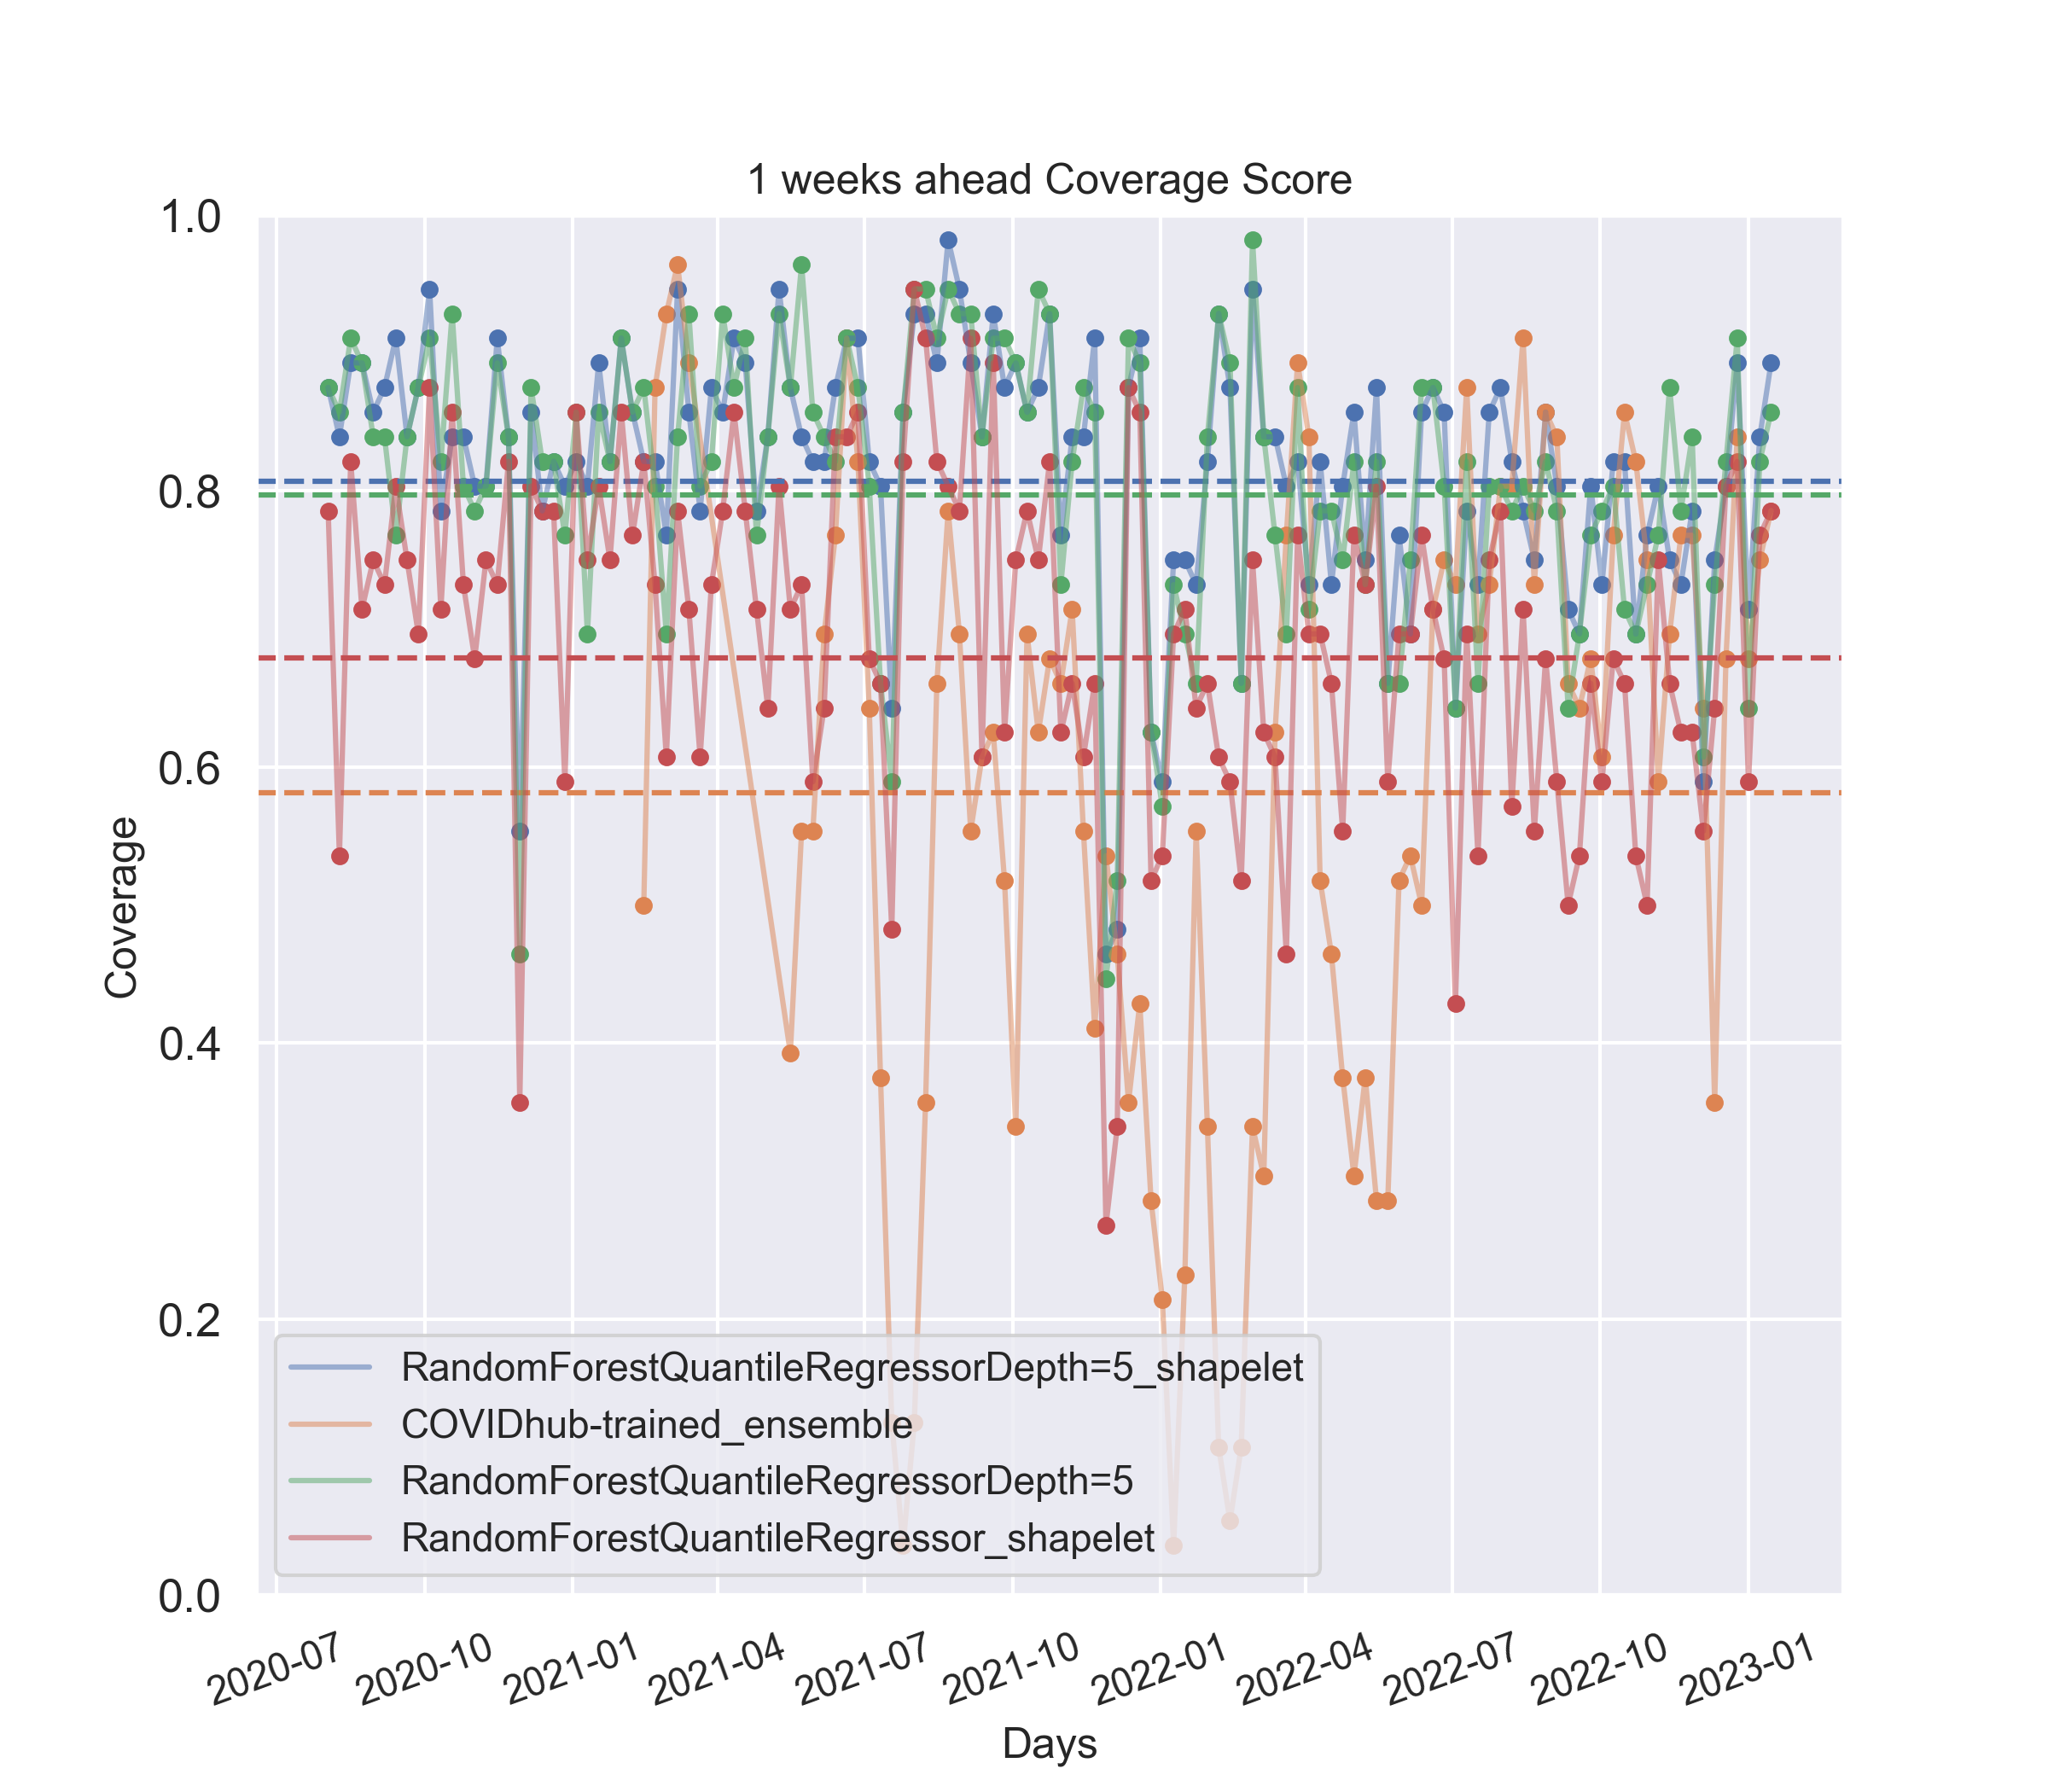 1 weeks ahead Coverage Score
1.0
0.8
0.6
0.4
0.2
0.0
Coverage
RandomForestQuantileRegressorDepth=5_shapelet
COVIDhub-trained_ensemble
RandomForestQuantileRegressorDepth=5
RandomForestQuantileRegressor_shapelet
2020-07
2020-10
2021-01
2021-04
2021-07
2021-10
2022-01
2022-04
2022-07
2022-10
2023-01
Days